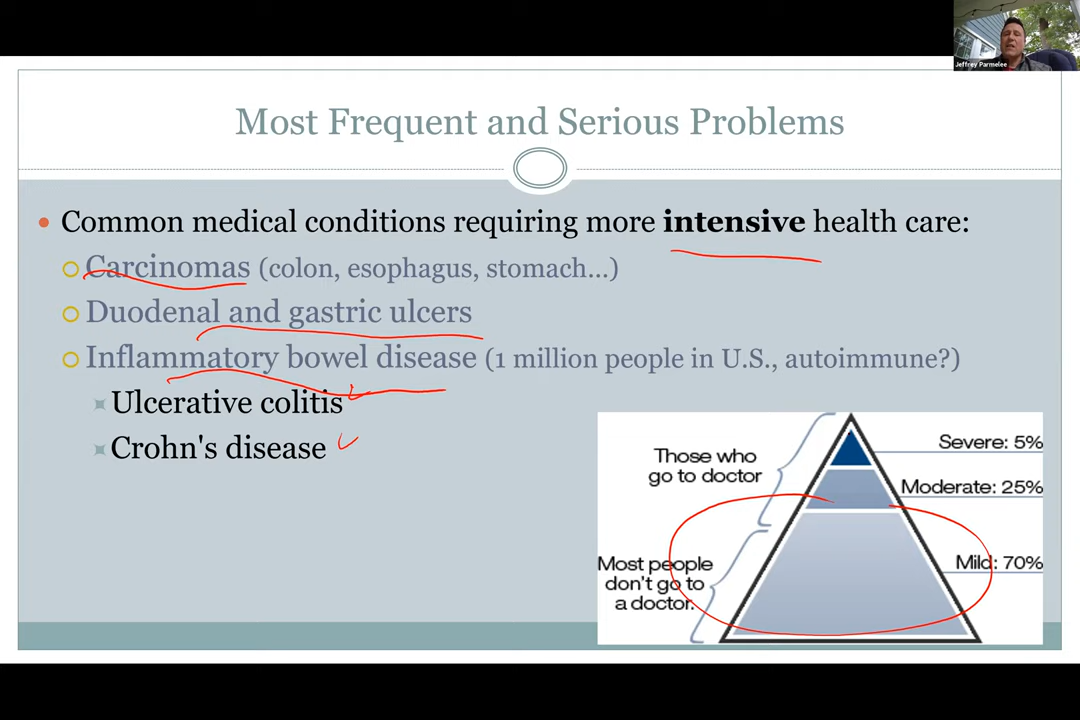 Jeffrey Parmelee
Most Frequent and Serious Problems
Common medical conditions requiring more intensive health care:
Carcinomas (colon, esophagus, stomach...)
Duodenal and gastric ulcers
Inflammatory bowel disease (1 million people in U.S., autoimmune?)
Ulcerative colitis
Crohn's disease
Those who
go to doctor
Severe: 5%
Moderate: 25%
Most people
don't go to
a doctor.
Mild: 70%